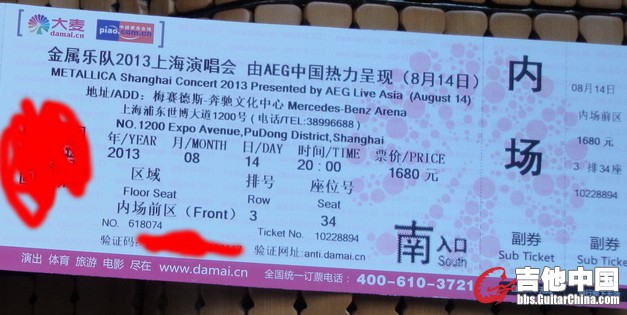 大麦
damai.cn
piao.com.cn
金属乐队2013上海演唱会 由AEG中国热力呈现（8月14日）
METALLICA Shanghai Concert 2013 Presented by AEG Live Asia (August 14)
地址/ADD：梅赛德斯-奔驰文化中心 Mercedes-Benz Arena
上海浦东世博大道1200号（电话/TEL:38996688）
NO.1200 Expo Avenue,PuDong District,Shanghai
年/YEAR 月/MONTH 日/DAY 时间/TIME 票价/PRICE
2013 08 14 20:00 1680 元
区域 排号 座位号
Floor Seat Row Seat
内场前区（Front） 3 34
NO. 618074 Ticket No. 10228894
验证码: 验证网址:anti.damai.cn
南入口
South
演出 体育 旅游 电影 尽在 www.damai.cn 全国统一订票电话： 400-610-3721
内场
副券
Sub Ticket
08月14日
内场前区
1680 元
3 排34座
10228894
副券
Sub Ticket
吉他中国
bbs.GuitarChina.com